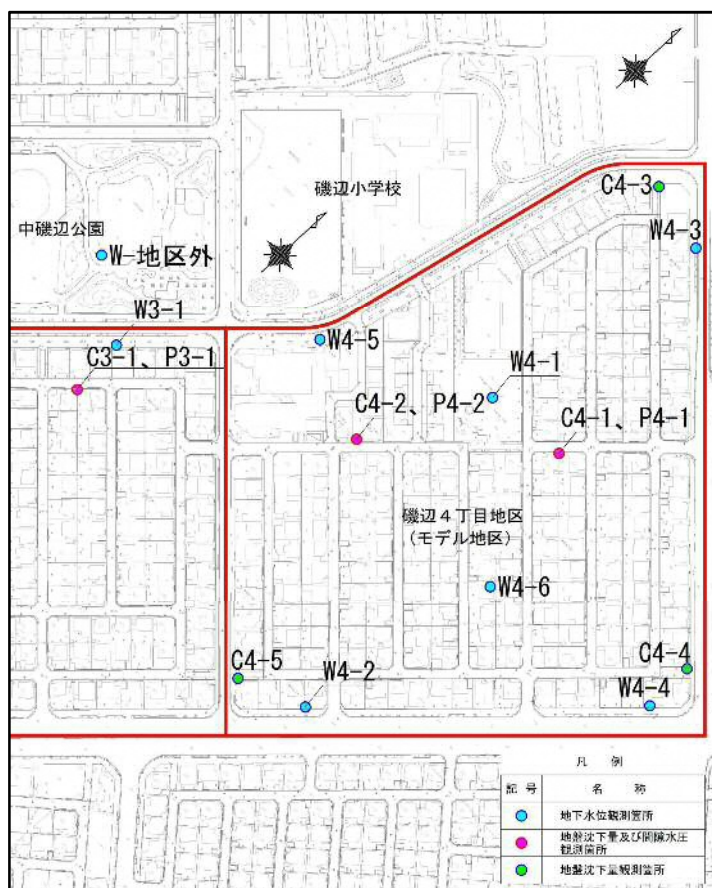 磯辺小学校
C4-3
中磯辺公園
W4-3
W-地区外
W3-1
W4-5
C3-1、P3-1
W4-1
C4-2、P4-2
C4-1、P4-1
磯辺4丁目地区
(モデル地区)
W4-6
C4-5
C4-4
W4-2
W4-4
凡 例
記 号
名 称
地下水位観測箇所
地盤沈下量及び間隙水圧
観測箇所
地盤沈下量観測箇所